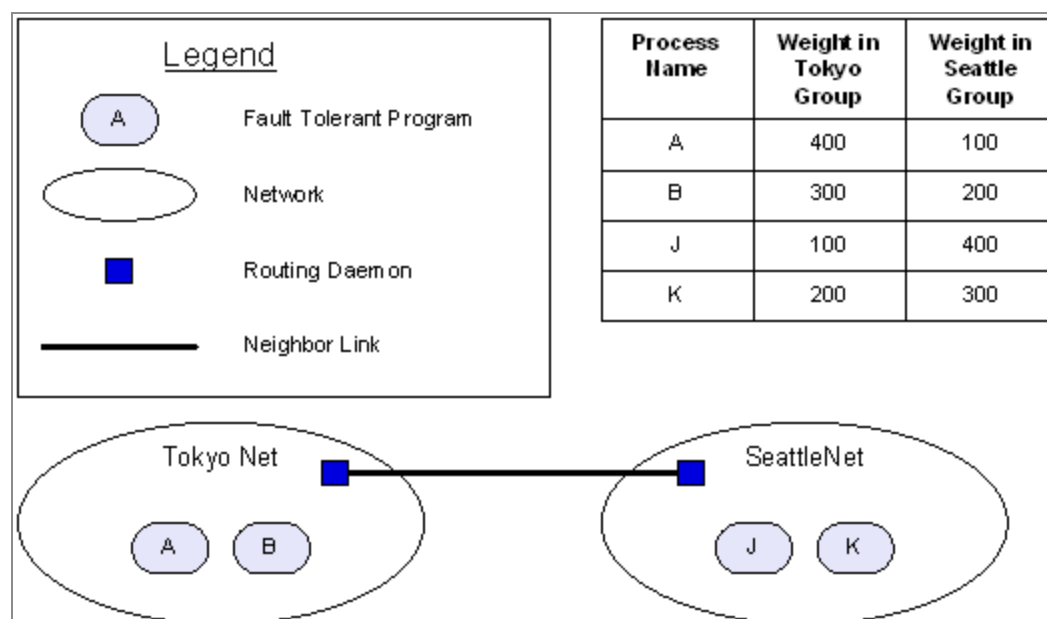 Legend
A
Fault Tolerant Program
Network
Routing Daemon
Neighbor Link
Process Name
Weight in Tokyo Group
Weight in Seattle Group
A 400 100
B 300 200
J 100 400
K 200 300
Tokyo Net
A B
SeattleNet
J K